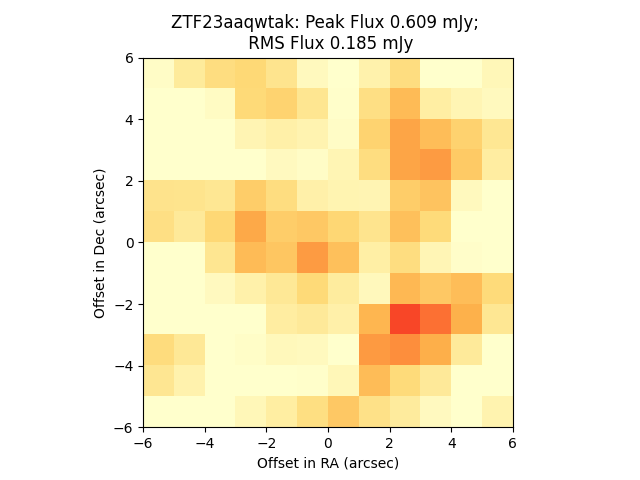 ZTF23aaqwtak: Peak Flux 0.609 mJy;
RMS Flux 0.185 mJy
6
4
2
0
−2
−4
−6
Offset in Dec (arcsec)
−6 −4 −2 0 2 4 6
Offset in RA (arcsec)